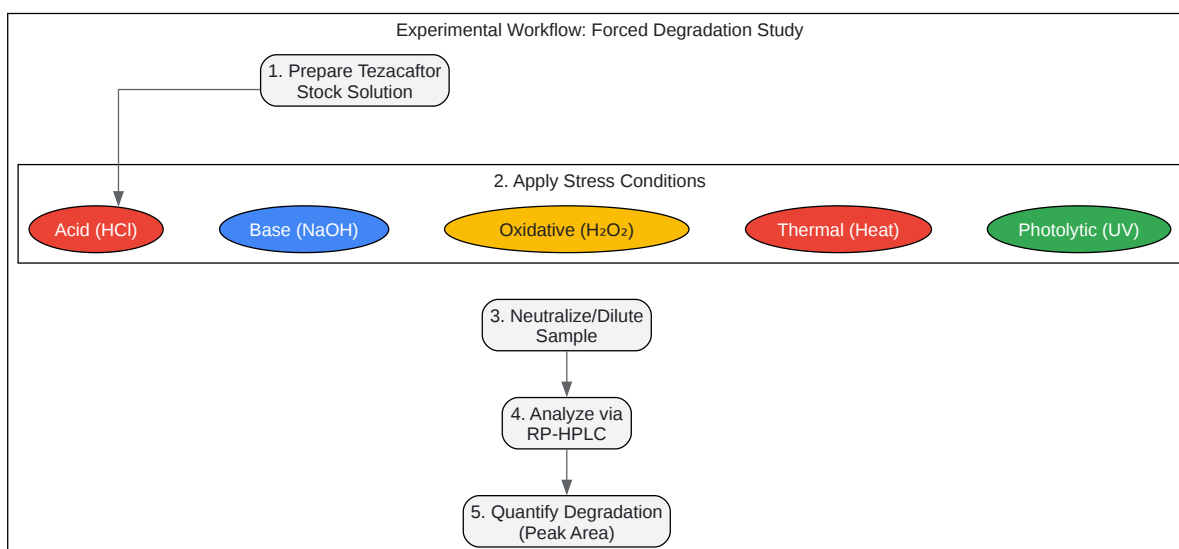 Experimental Workflow: Forced Degradation Study
1. Prepare Tezacaftor
Stock Solution
2. Apply Stress Conditions
Acid (HCl)
Base (NaOH)
Oxidative (H₂O₂)
Thermal (Heat)
Photolytic (UV)
3. Neutralize/Dilute
Sample
4. Analyze via
RP-HPLC
5. Quantify Degradation
(Peak Area)